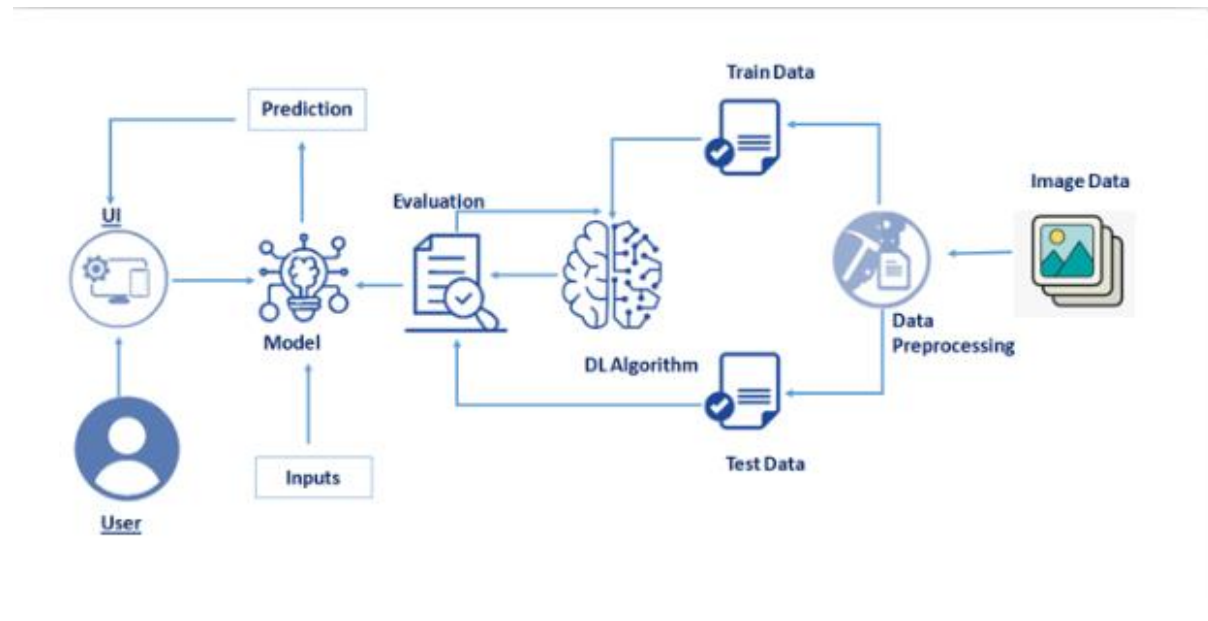 Train Data
Prediction
Image Data
Evaluation
UI
Data
Preprocessing
Model
DL Algorithm
Inputs
Test Data
User